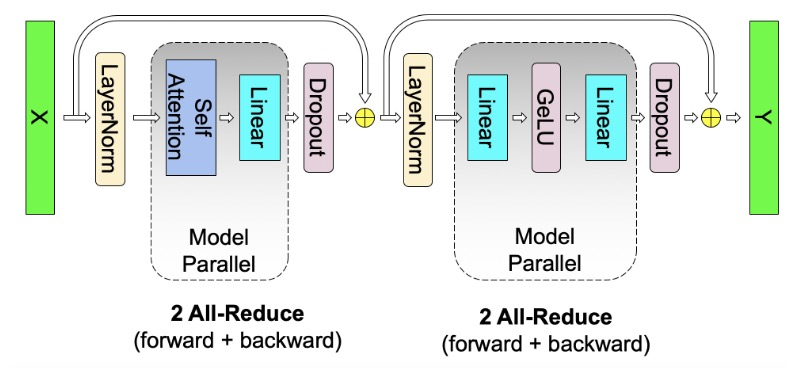 X
LayerNorm
Self
Attention
Linear
Dropout
LayerNorm
Linear
GeLU
Linear
Dropout
Y
Model
Parallel
Model
Parallel
2 All-Reduce
(forward + backward)
2 All-Reduce
(forward + backward)